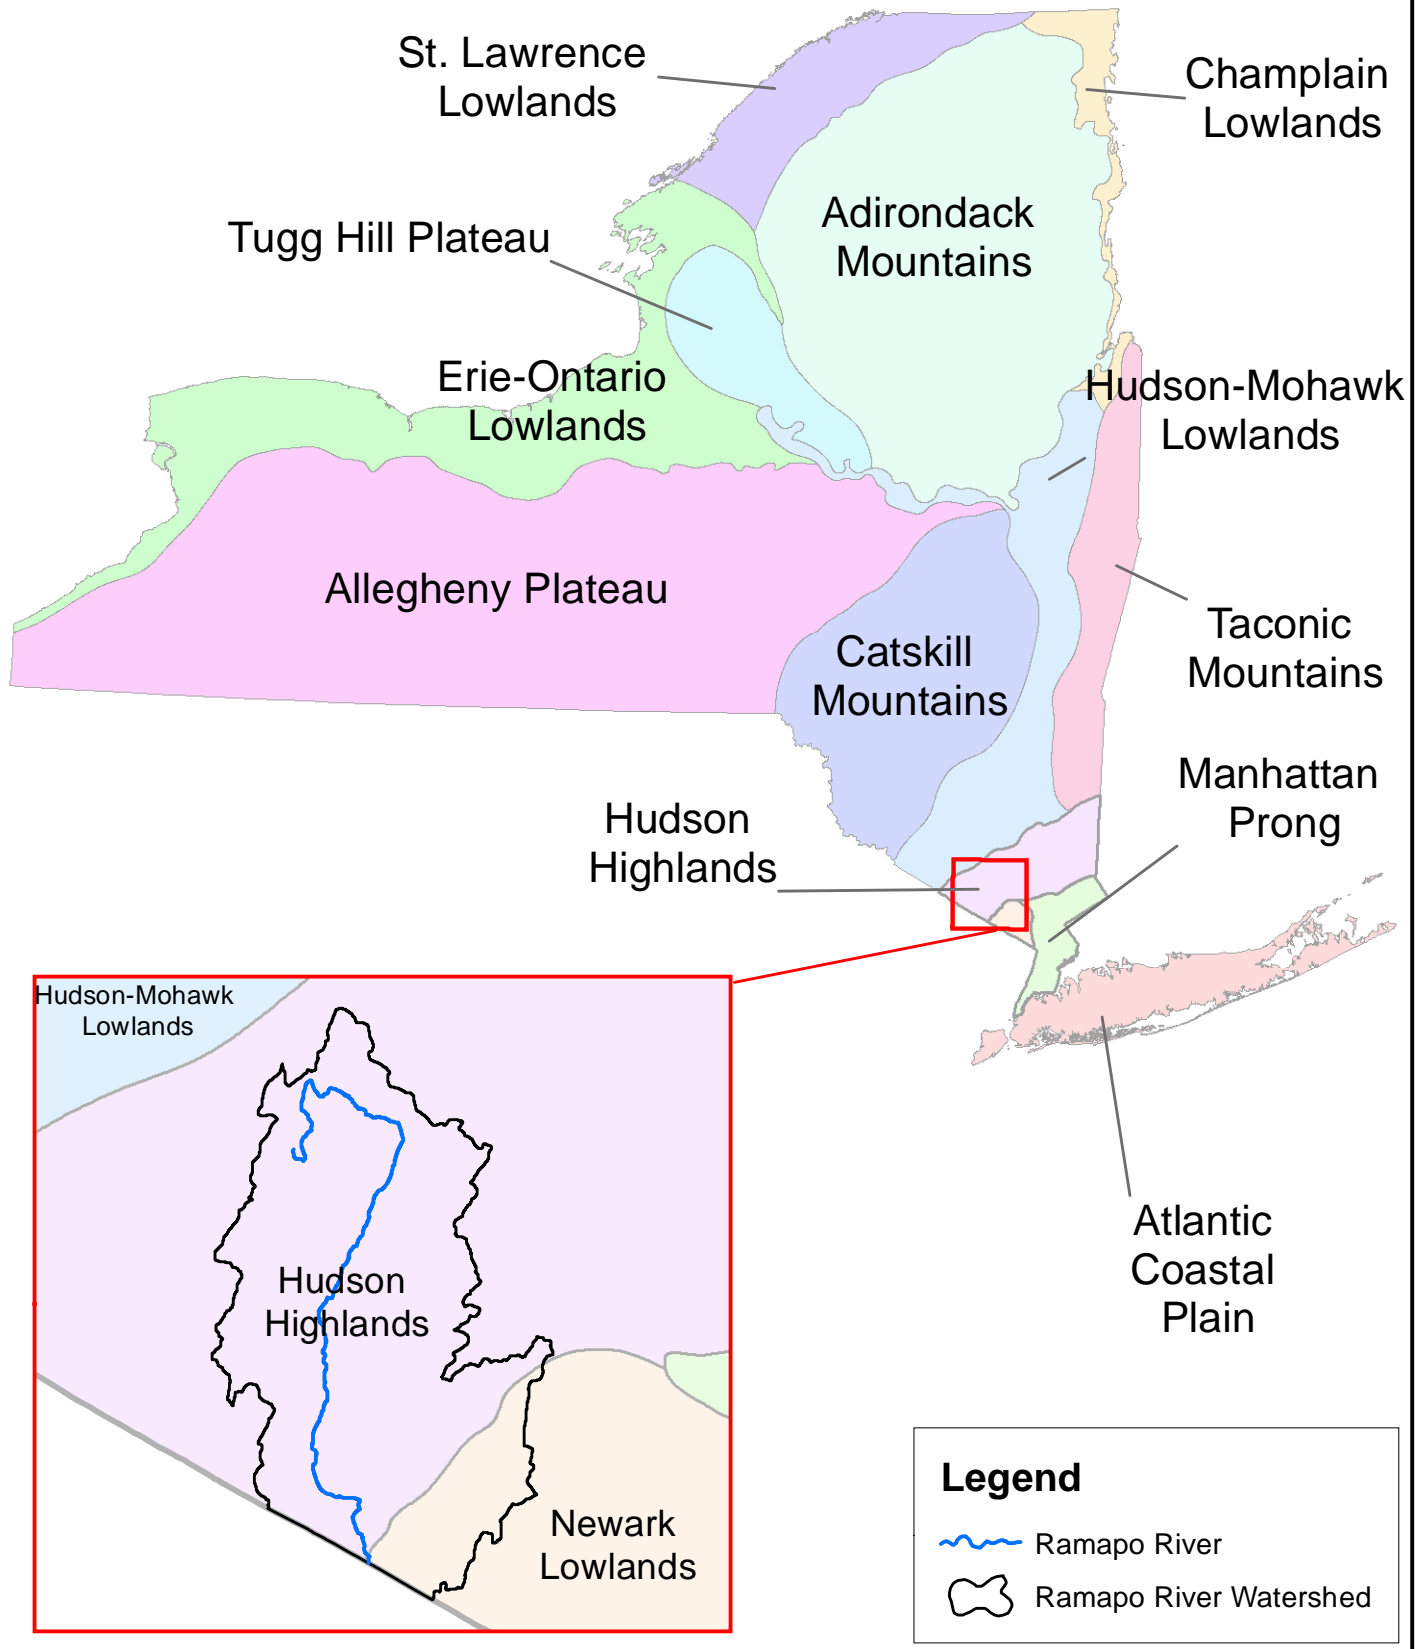 St. Lawrence
Lowlands
Champlain
Lowlands
Adirondack
Mountains
Tugg Hill Plateau
Erie-Ontario
Lowlands
Hudson-Mohawk
Lowlands
Allegheny Plateau
Catskill
Mountains
Taconic
Mountains
Manhattan
Prong
Hudson
Highlands
Hudson-Mohawk
Lowlands
Hudson
Highlands
Newark
Lowlands
Atlantic
Coastal
Plain
Legend
Ramapo River
Ramapo River Watershed